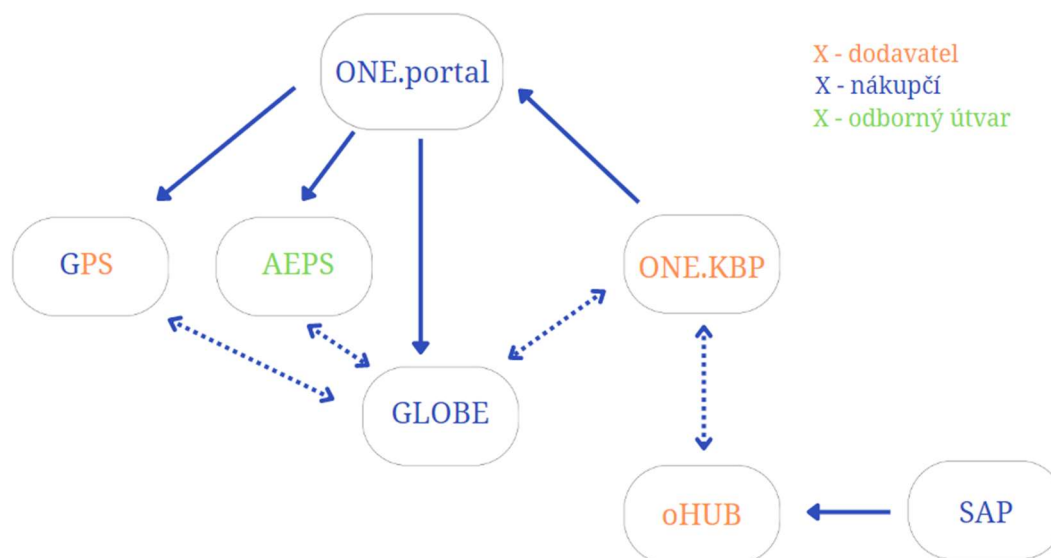 ONE.portal
X - dodavatel
X - nákupčí
X - odborný útvar
GPS
AEPS
ONE.KBP
GLOBE
oHUB
SAP